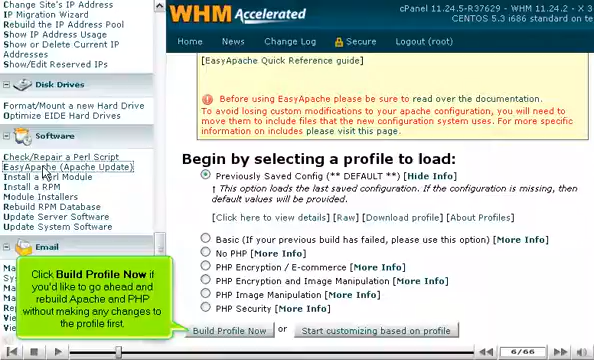 Change Site's IP Address
IP Migration Wizard
Rebuild the IP Address Pool
Show IP Address Usage
Show or Delete Current IP
Addresses
Show/Edit Reserved IPs
Disk Drives
Format/Mount a new Hard Drive
Optimize EIDE Hard Drives
Software
Check/Repair a Perl Script
EasyApache (Apache Update)
Install a Perl Module
Install a RPM
Module Installers
Rebuild RPM Database
Update Server Software
Update System Software
Email
Click Build Profile Now if
you'd like to go ahead and
rebuild Apache and PHP
without making any changes to
the profile first.
WHM Accelerated
cPanel 11.24.5-R37629 - WHM 11.24.2 - X
CENTOS 5.3 i686 standard on
Home News Change Log Secure Logout (root)
[EasyApache Quick Reference guide]
Before using EasyApache please be sure to read over the documentation.
To avoid losing custom modifications to your apache configuration, you will need to
move them to include files that the new configuration system uses. For more
specific information on includes please visit this page.
Begin by selecting a profile to load:
Previously Saved Config (** DEFAULT **) [Hide Info]
↑ This option loads the last saved configuration. If the configuration is missing, then
default values will be provided.
[Click here to view details] [Raw] [Download profile] [About Profiles]
Basic (If your previous build has failed, please use this option) [More Info]
No PHP [More Info]
PHP Encryption / E-commerce [More Info]
PHP Encryption and Image Manipulation [More Info]
PHP Image Manipulation [More Info]
PHP Security [More Info]
Build Profile Now or Start customizing based on profile
6/66